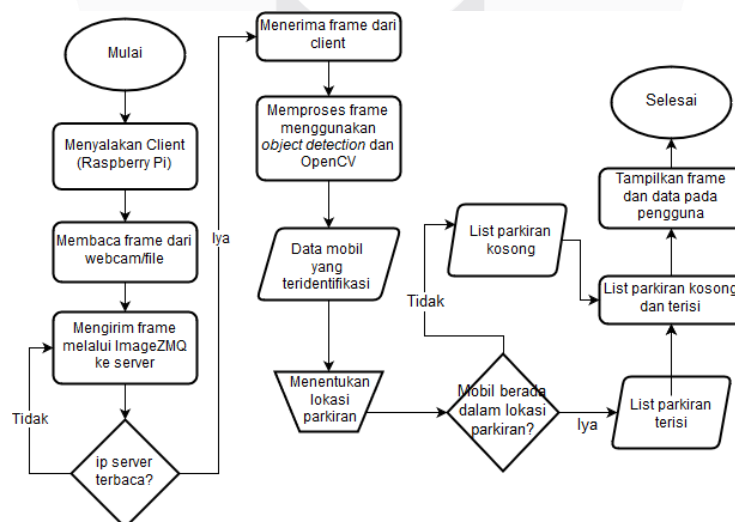 Mulai
Menyalakan Client
(Raspberry Pi)
Membaca frame dari
webcam/file
Mengirim frame
melalui ImageZMQ
ke server
Tidak
ip server
terbaca?
Iya
Menerima frame dari
client
Memproses frame
menggunakan
object detection dan
OpenCV
Data mobil
yang
teridentifikasi
Menentukan
lokasi
parkiran
Mobil berada
dalam lokasi
parkiran?
Tidak
List parkiran
kosong
Iya
List parkiran
terisi
List parkiran kosong
dan terisi
Tampilkan frame
dan data pada
pengguna
Selesai